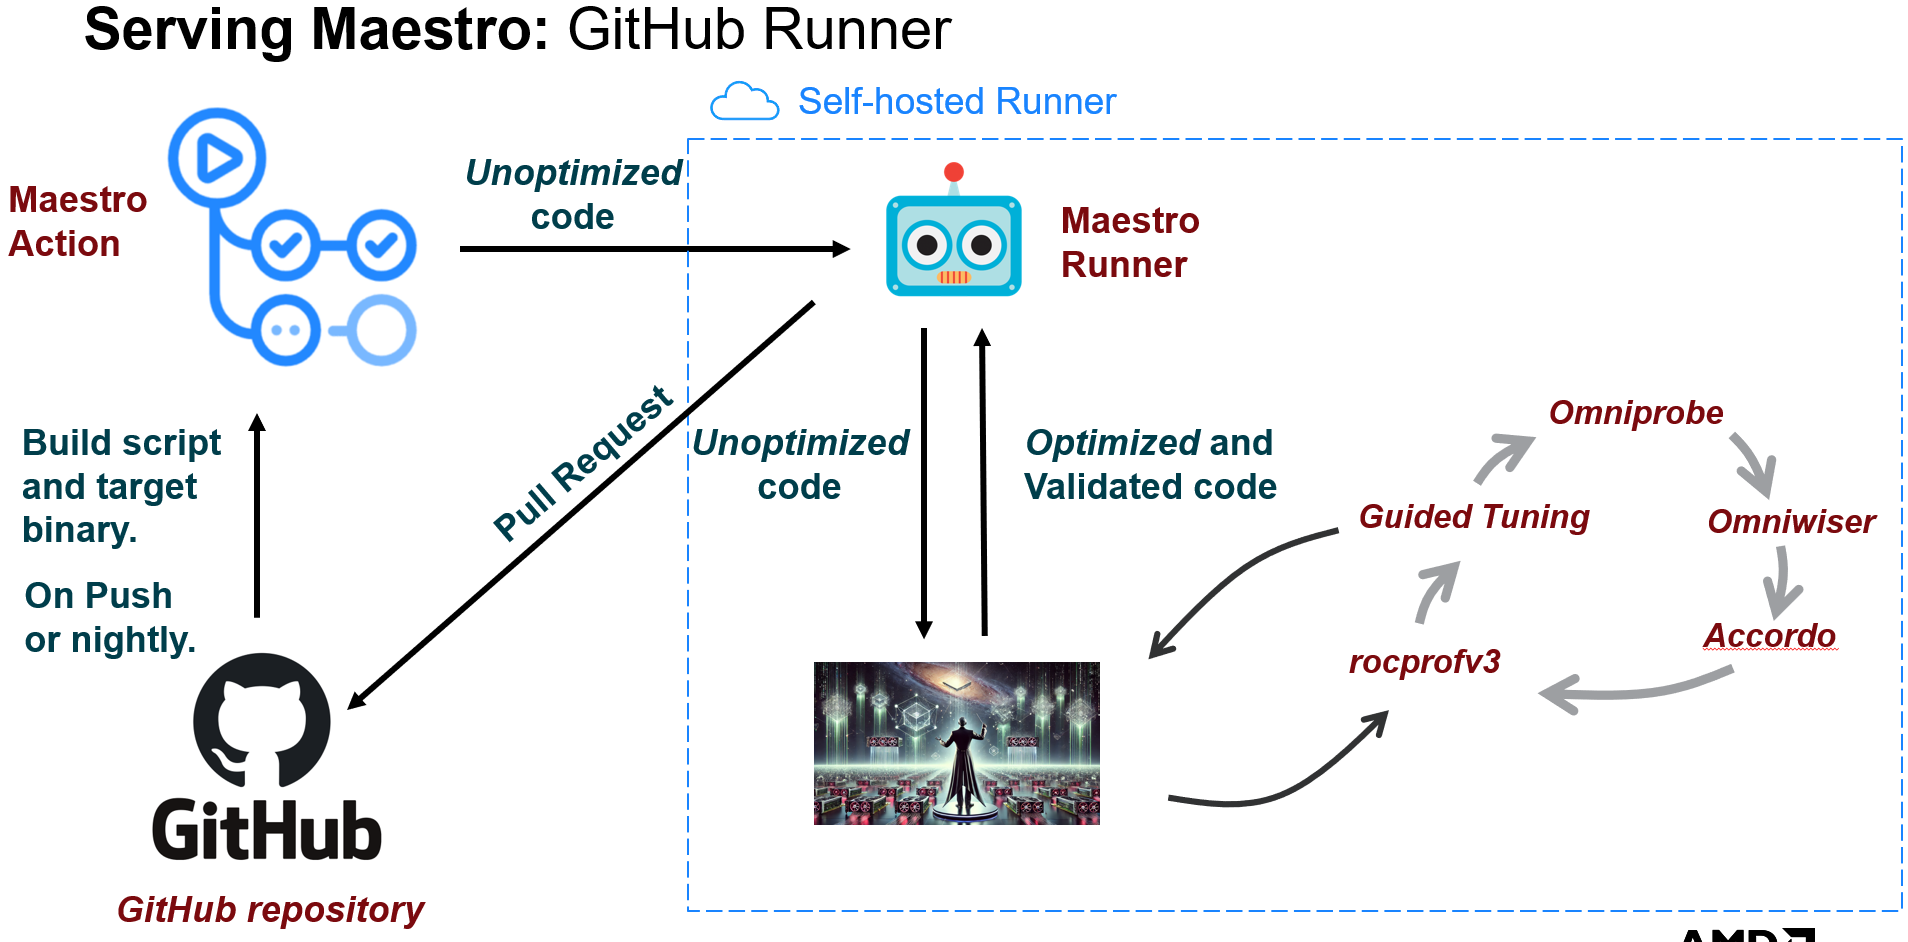 Serving Maestro: GitHub Runner
Self-hosted Runner
Maestro
Action
Unoptimized
code
Maestro
Runner
Build script
and target
binary.
On Push
or nightly.
Pull Request
Unoptimized
code
Optimized and
Validated code
Omniprobe
Guided Tuning
Omniwiser
Accordo
rocprofv3
GitHub
GitHub repository
AMD